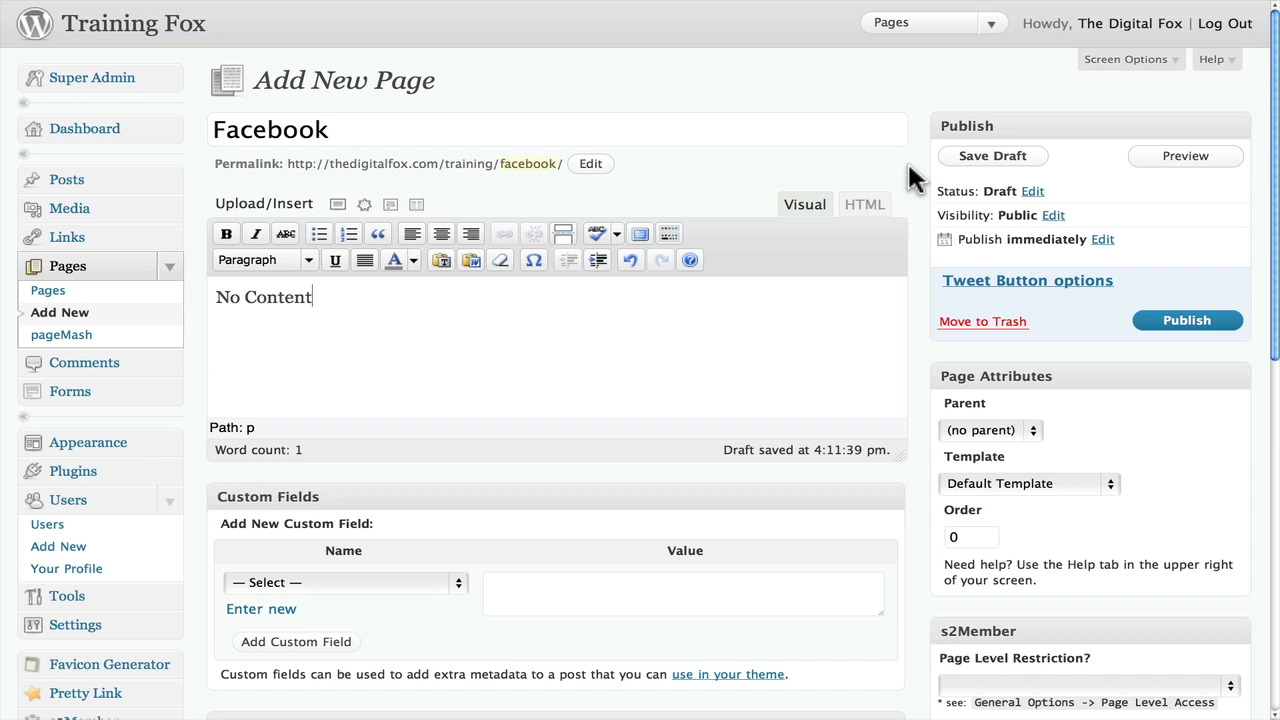 Training Fox
Pages
Howdy, The Digital Fox | Log Out
Screen Options
Help
Super Admin
Dashboard
Posts
Media
Links
Pages
Pages
Add New
pageMash
Comments
Forms
Appearance
Plugins
Users
Users
Add New
Your Profile
Tools
Settings
Favicon Generator
Pretty Link
Add New Page
Facebook
Permalink: http://thedigitalfox.com/training/facebook/ Edit
Upload/Insert
Visual
HTML
B I ABC
ABC
Paragraph U A
No Content
Path: p
Word count: 1
Draft saved at 4:11:39 pm.
Custom Fields
Add New Custom Field:
Name Value
— Select —
Enter new
Add Custom Field
Custom fields can be used to add extra metadata to a post that you can use in your theme.
Publish
Save Draft
Preview
Status: Draft Edit
Visibility: Public Edit
Publish immediately Edit
Tweet Button options
Move to Trash
Publish
Page Attributes
Parent
(no parent)
Template
Default Template
Order
0
Need help? Use the Help tab in the upper right
of your screen.
s2Member
Page Level Restriction?
* see: General Options -> Page Level Access